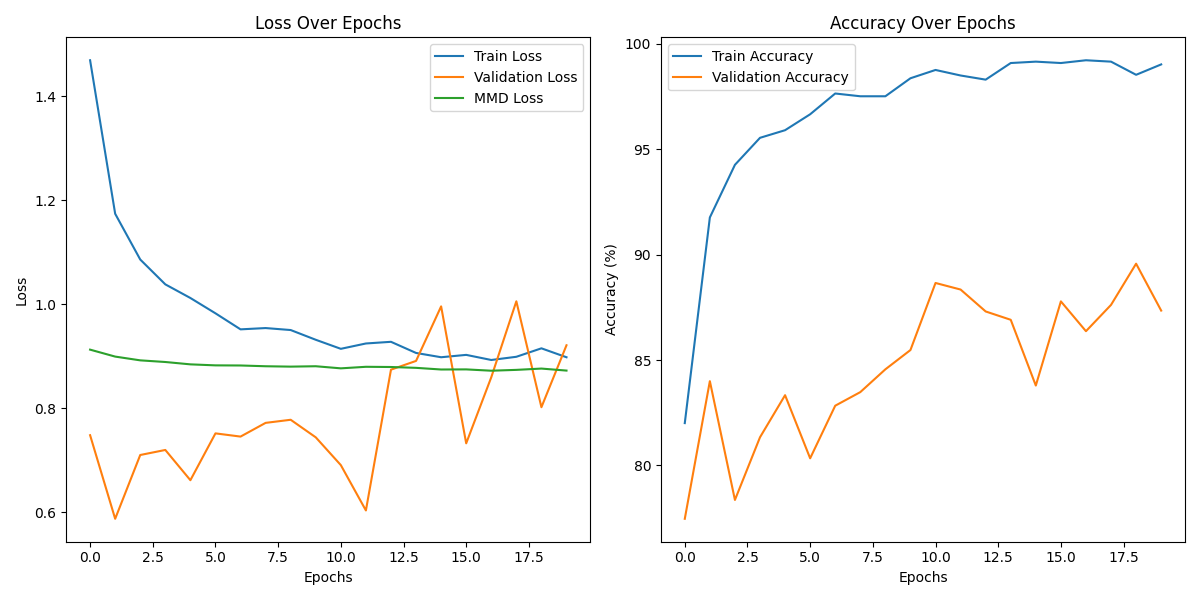 Loss Over Epochs
Train Loss
Validation Loss
MMD Loss
1.4
1.2
1.0
0.8
0.6
Loss
0.0 2.5 5.0 7.5 10.0 12.5 15.0 17.5
Epochs
Accuracy Over Epochs
Train Accuracy
Validation Accuracy
100
95
90
85
80
Accuracy (%)
0.0 2.5 5.0 7.5 10.0 12.5 15.0 17.5
Epochs